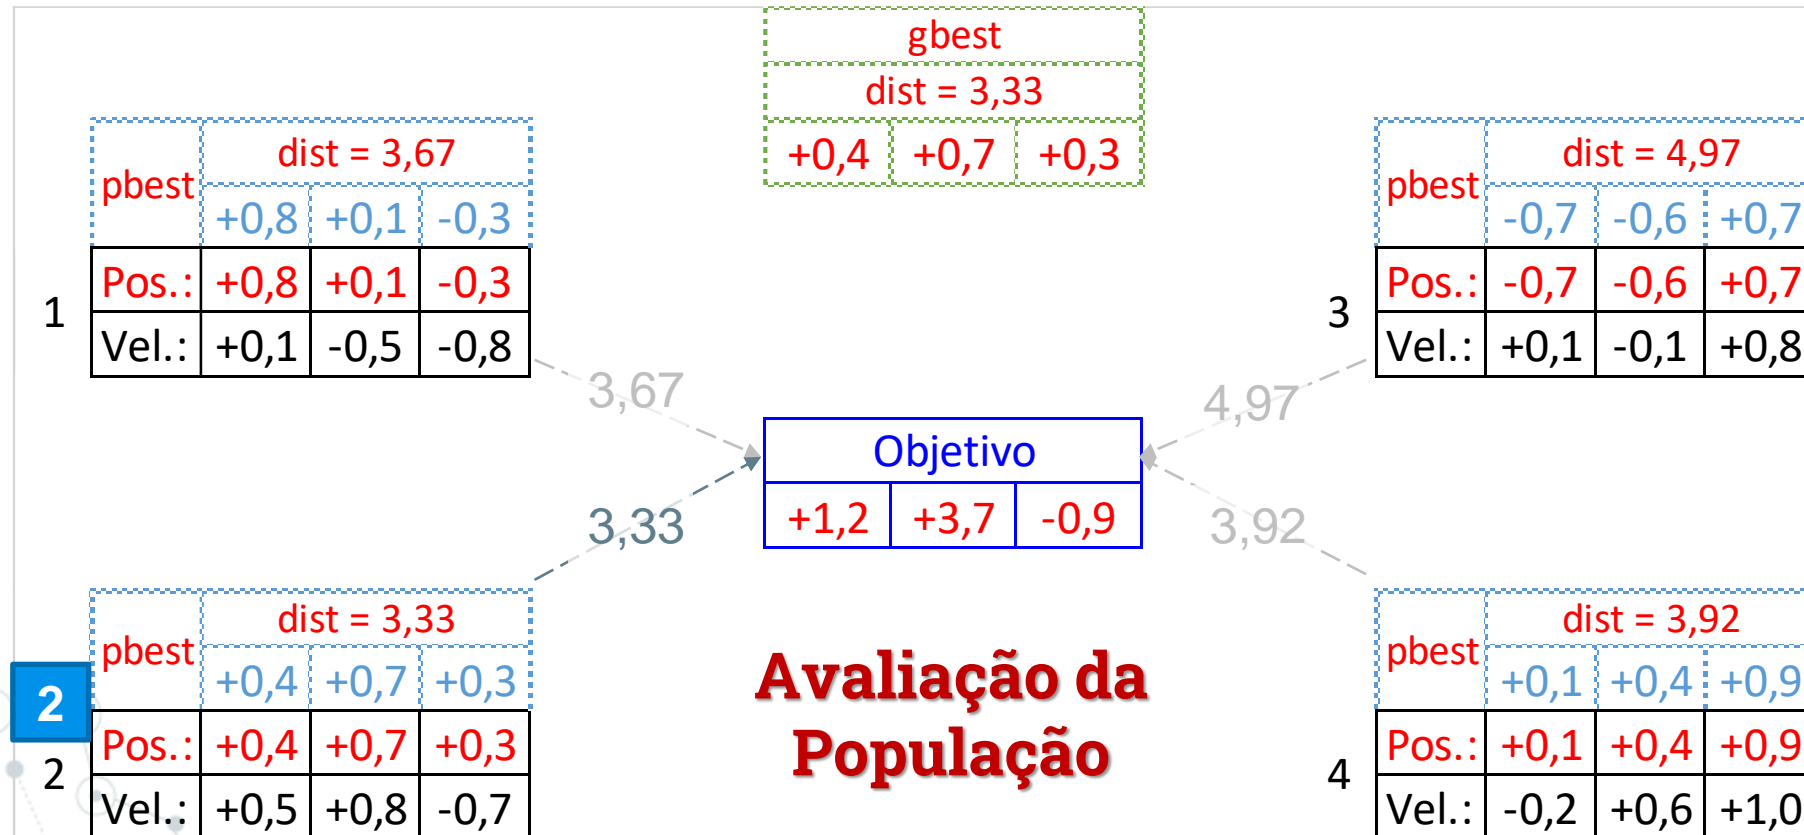 gbest
dist = 3,33
+0,4 +0,7 +0,3
pbest
dist = 3,67
+0,8 +0,1 -0,3
Pos.: +0,8 +0,1 -0,3
1
Vel.: +0,1 -0,5 -0,8
pbest
dist = 4,97
-0,7 -0,6 +0,7
Pos.: -0,7 -0,6 +0,7
3
Vel.: +0,1 -0,1 +0,8
3,67
4,97
Objetivo
+1,2 +3,7 -0,9
3,33
3,92
pbest
dist = 3,33
+0,4 +0,7 +0,3
2
Pos.: +0,4 +0,7 +0,3
2
Vel.: +0,5 +0,8 -0,7
Avaliação da
População
pbest
dist = 3,92
+0,1 +0,4 +0,9
Pos.: +0,1 +0,4 +0,9
4
Vel.: -0,2 +0,6 +1,0